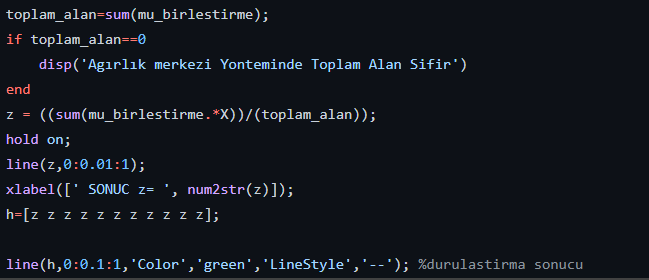 toplam_alan=sum(mu_birlestirme);
if toplam_alan==0
    disp('Agırlık merkezi Yonteminde Toplam Alan Sifir')
end
z = ((sum(mu_birlestirme.*X))/(toplam_alan));
hold on;
line(z,0:0.01:1);
xlabel([' SONUC z= ', num2str(z)]);
h=[z z z z z z z z z z z];

line(h,0:0.1:1,'Color','green','LineStyle','--'); %durulastirma sonucu